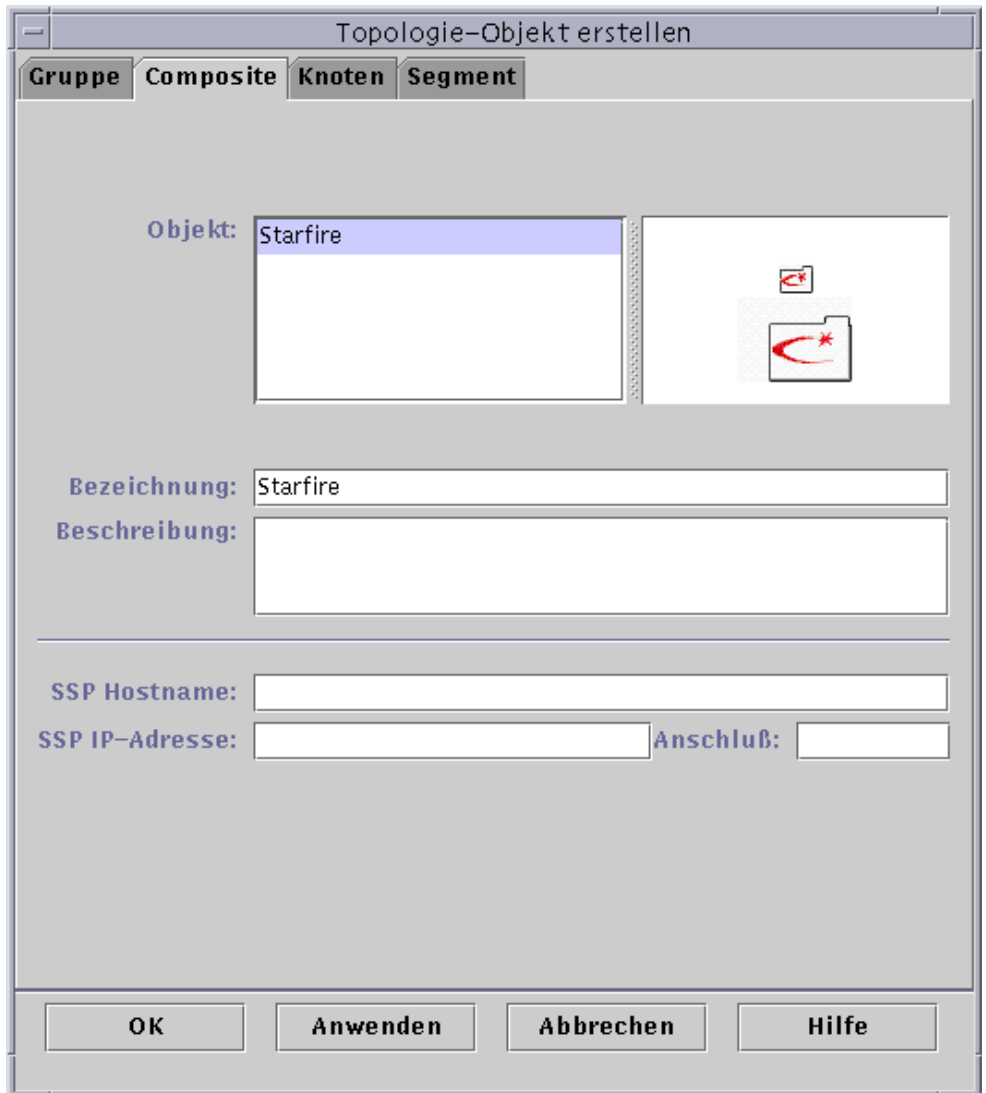 Topologie-Objekt erstellen
Gruppe Composite Knoten Segment
Objekt: Starfire
Bezeichnung: Starfire
Beschreibung:
SSP Hostname:
SSP IP-Adresse: Anschluß:
OK Anwenden Abbrechen Hilfe